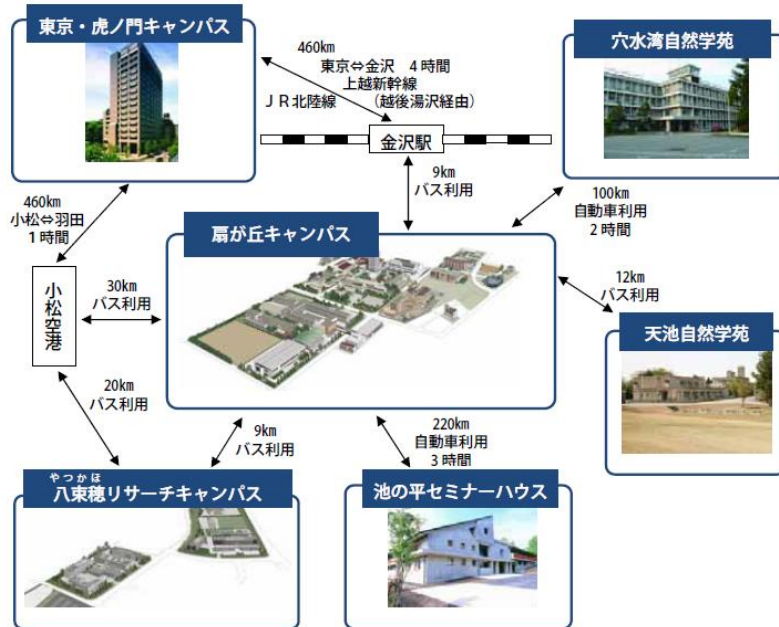 東京・虎ノ門キャンパス
460km
東京⇔金沢 4時間
上越新幹線
JR北陸線 (越後湯沢経由)
金沢駅
穴水湾自然学苑
9km
バス利用
100km
自動車利用
2時間
460km
小松⇔羽田
1時間
扇が丘キャンパス
小松空港
30km
バス利用
12km
バス利用
天池自然学苑
20km
バス利用
9km
バス利用
220km
自動車利用
3時間
やつかほ
八束穂リサーチキャンパス
池の平セミナーハウス